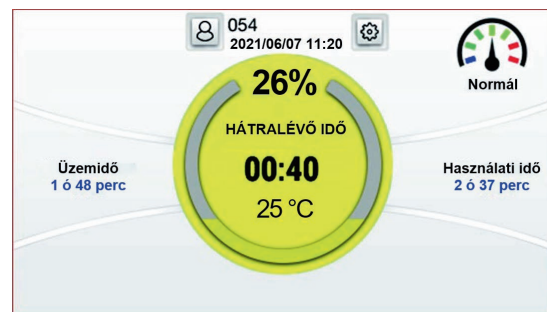 054
2021/06/07 11:20
Normál
26%
HÁTRALÉVŐ IDŐ
00:40
25 °C
Üzemidő
1 ó 48 perc
Használati idő
2 ó 37 perc